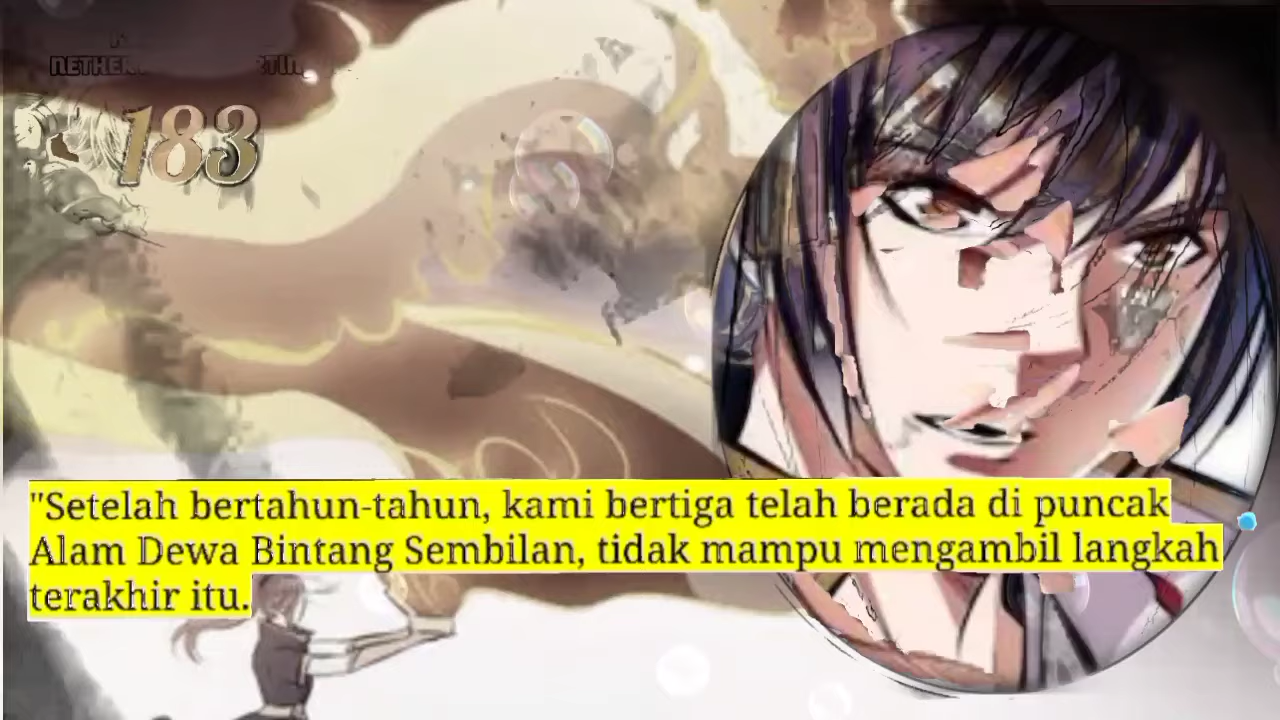 183
"Setelah bertahun-tahun, kami bertiga telah berada di puncak
Alam Dewa Bintang Sembilan, tidak mampu mengambil langkah
terakhir itu.